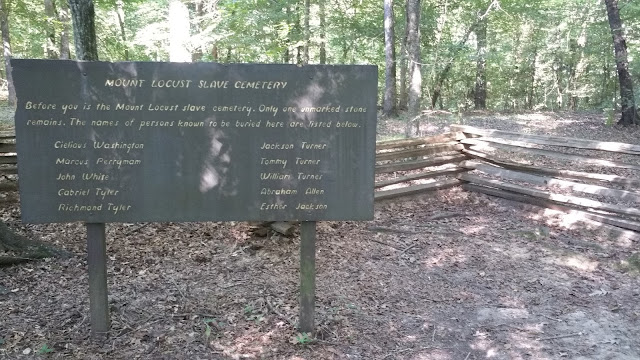 Mount Locust Slave Cemetery
Before you is the Mount Locust slave cemetery. Only one unmarked stone
remains. The names of persons known to be buried here are listed below.
Cielious Washington
Marcus Perrymam
John White
Gabriel Tyler
Richmond Tyler
Jackson Turner
Tommy Turner
William Turner
Abraham Allen
Esther Jackson